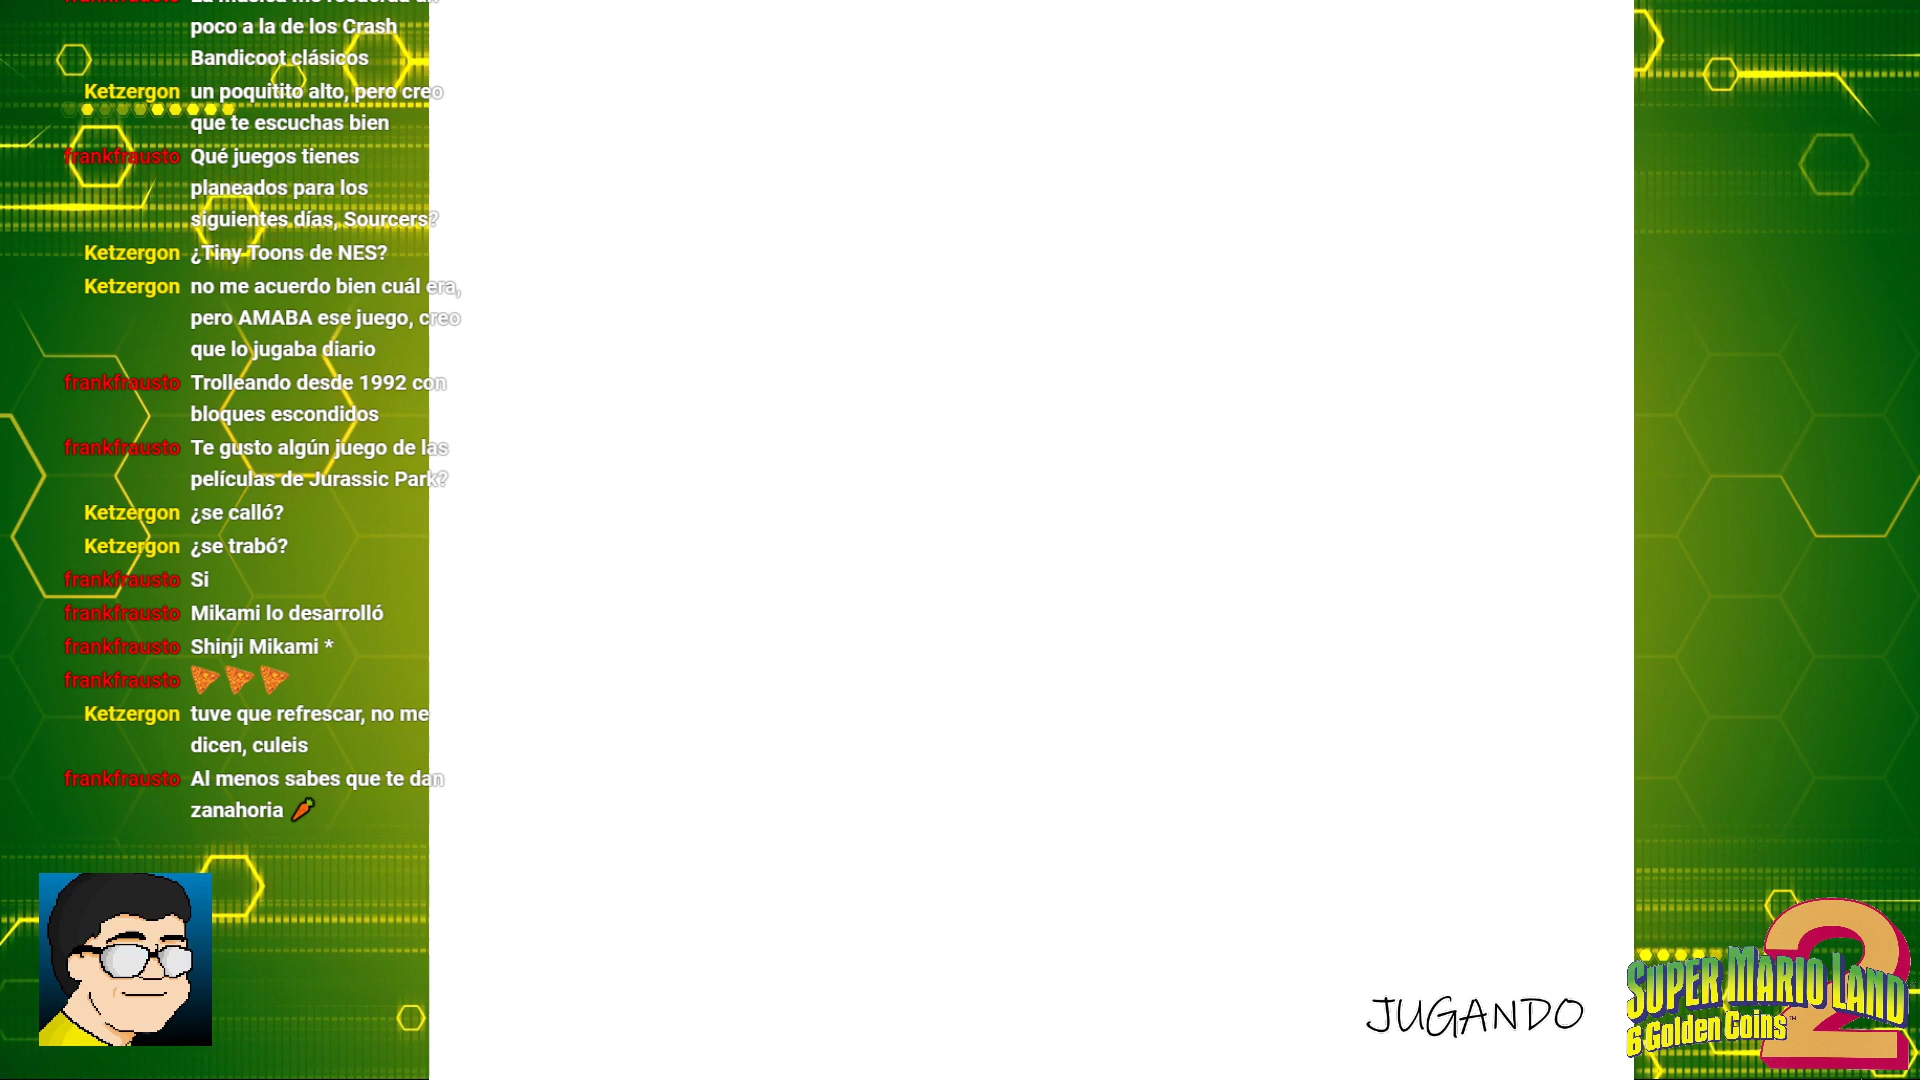 poco a la de los Crash
Bandicoot clásicos
Ketzergon un poquitito alto, pero creo
que te escuchas bien
frankfrausto Qué juegos tienes
planeados para los
siguientes días, Sourcers?
Ketzergon ¿Tiny Toons de NES?
Ketzergon no me acuerdo bien cuál era,
pero AMABA ese juego, creo
que lo jugaba diario
frankfrausto Trolleando desde 1992 con
bloques escondidos
frankfrausto Te gusto algún juego de las
películas de Jurassic Park?
Ketzergon ¿se calló?
Ketzergon ¿se trabó?
frankfrausto Si
frankfrausto Mikami lo desarrolló
frankfrausto Shinji Mikami *
frankfrausto
Ketzergon tuve que refrescar, no me
dicen, culeis
frankfrausto Al menos sabes que te dan
zanahoria
JUGANDO
SUPER MARIO LAND 2
6 Golden Coins™